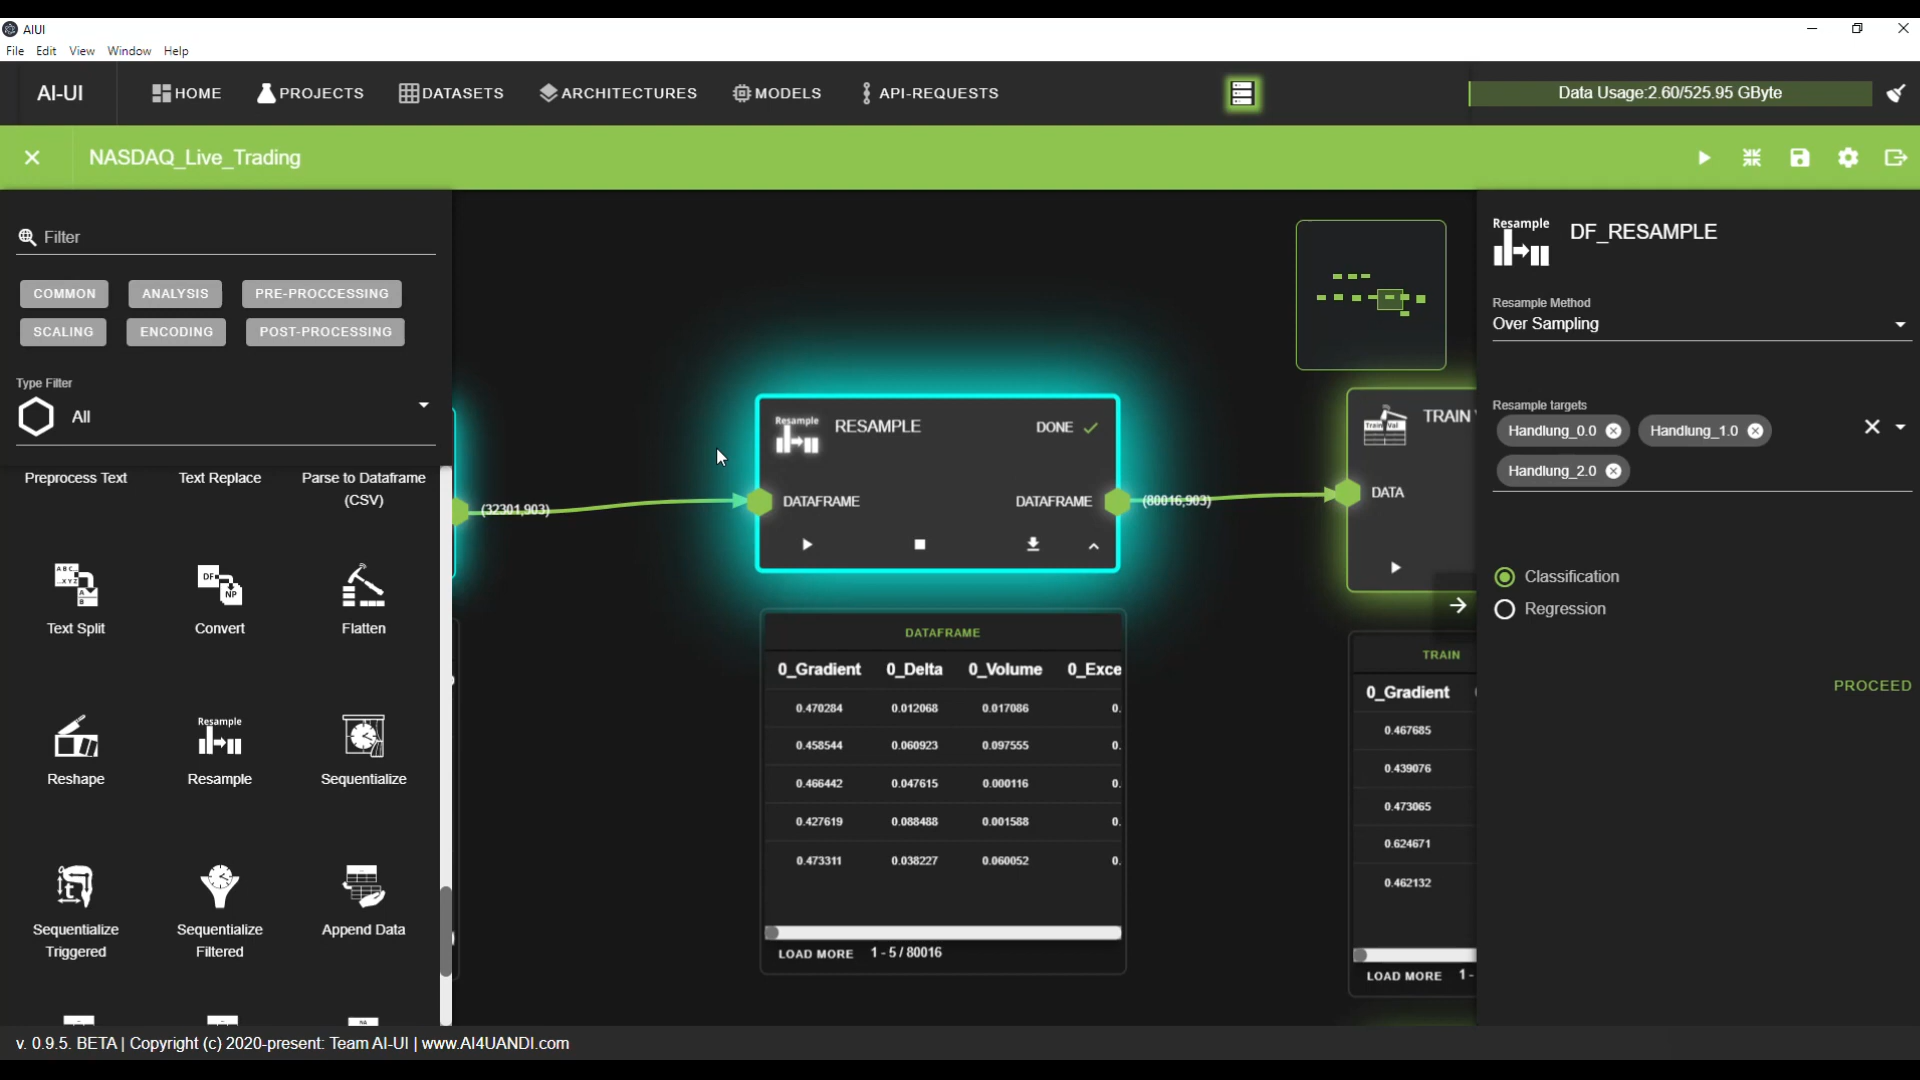 AIUI
File Edit View Window Help
AI-UI HOME PROJECTS DATASETS ARCHITECTURES MODELS API-REQUESTS Data Usage:2.60/525.95 GByte
NASDAQ_Live_Trading
Filter
COMMON ANALYSIS PRE-PROCCESSING
SCALING ENCODING POST-PROCESSING
Type Filter
All
Preprocess Text Text Replace Parse to Dataframe
(CSV)
Text Split Convert Flatten
Resample
Reshape Resample Sequentialize
Sequentialize Sequentialize Append Data
Triggered Filtered
(32301,903)
Resample RESAMPLE DONE
DATAFRAME DATAFRAME
(80016,903)
DATAFRAME
0_Gradient 0_Delta 0_Volume 0_Exce
0.470284 0.012068 0.017086 0.
0.458544 0.060923 0.097555 0.
0.466442 0.047615 0.000116 0.
0.427619 0.088488 0.001588 0.
0.473311 0.038227 0.060052 0.
LOAD MORE 1 - 5 / 80016
Train Val TRAIN
DATA
TRAIN
0_Gradient
0.467685
0.439076
0.473065
0.624671
0.462132
LOAD MORE 1 -
Resample DF_RESAMPLE
Resample Method
Over Sampling
Resample targets
Handlung_0.0 Handlung_1.0
Handlung_2.0
Classification
Regression
PROCEED
v. 0.9.5. BETA | Copyright (c) 2020-present: Team AI-UI | www.AI4UANDI.com